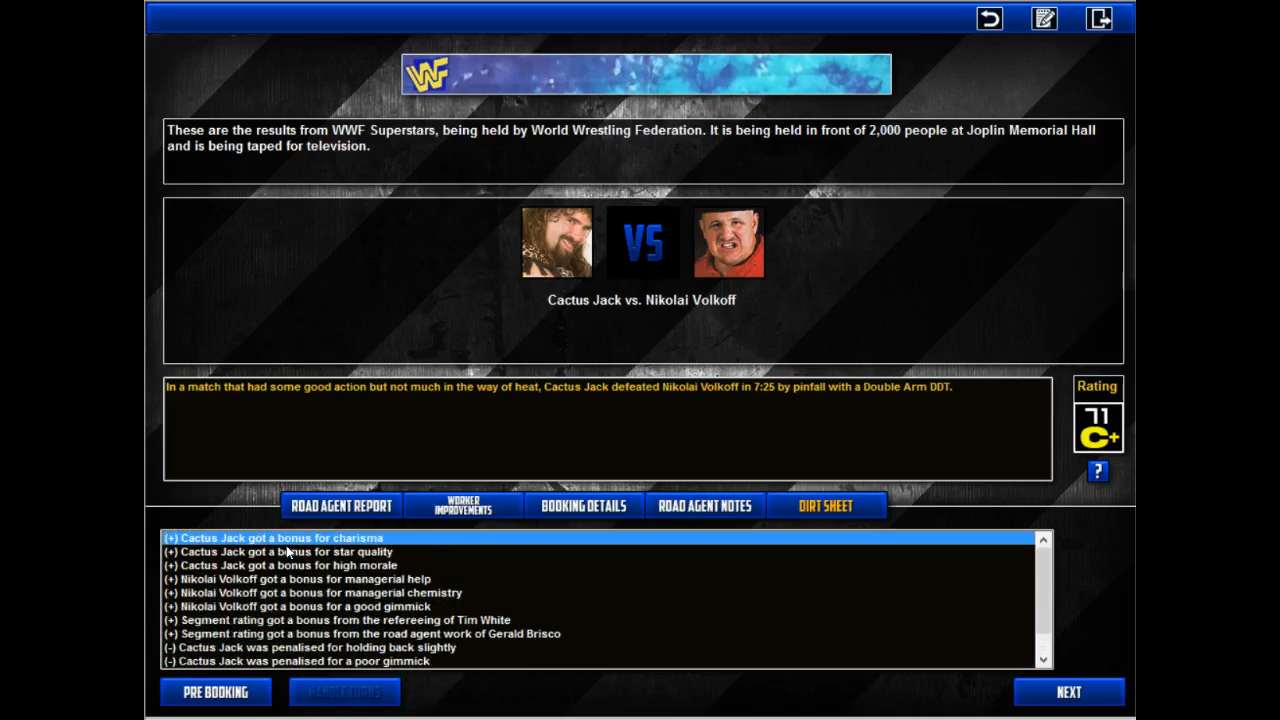 WF
These are the results from WWF Superstars, being held by World Wrestling Federation. It is being held in front of 2,000 people at Joplin Memorial Hall
and is being taped for television.
VS
Cactus Jack vs. Nikolai Volkoff
In a match that had some good action but not much in the way of heat, Cactus Jack defeated Nikolai Volkoff in 7:25 by pinfall with a Double Arm DDT.
Rating
71
C+
?
ROAD AGENT REPORT
WORKER
IMPROVEMENTS
BOOKING DETAILS
ROAD AGENT NOTES
DIRT SHEET
(+) Cactus Jack got a bonus for charisma
(+) Cactus Jack got a bonus for star quality
(+) Cactus Jack got a bonus for high morale
(+) Nikolai Volkoff got a bonus for managerial help
(+) Nikolai Volkoff got a bonus for managerial chemistry
(+) Nikolai Volkoff got a bonus for a good gimmick
(+) Segment rating got a bonus from the refereeing of Tim White
(+) Segment rating got a bonus from the road agent work of Gerald Brisco
(-) Cactus Jack was penalised for holding back slightly
(-) Cactus Jack was penalised for a poor gimmick
PRE BOOKING
HANDLE TURNS
NEXT